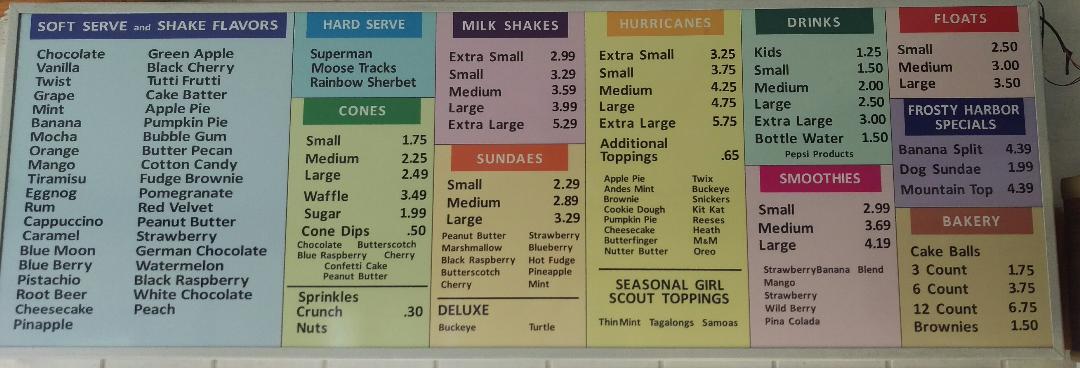 SOFT SERVE and SHAKE FLAVORS
Chocolate
Vanilla
Twist
Grape
Mint
Banana
Mocha
Orange
Mango
Tiramisu
Eggnog
Rum
Cappuccino
Caramel
Blue Moon
Blue Berry
Pistachio
Root Beer
Cheesecake
Pinapple
Green Apple
Black Cherry
Tutti Frutti
Cake Batter
Apple Pie
Pumpkin Pie
Bubble Gum
Butter Pecan
Cotton Candy
Fudge Brownie
Pomegranate
Red Velvet
Peanut Butter
Strawberry
German Chocolate
Watermelon
Black Raspberry
White Chocolate
Peach
HARD SERVE
Superman
Moose Tracks
Rainbow Sherbet
CONES
Small 1.75
Medium 2.25
Large 2.49
Waffle 3.49
Sugar 1.99
Cone Dips .50
Chocolate Butterscotch
Blue Raspberry Cherry
Confetti Cake
Peanut Butter
Sprinkles
Crunch .30
Nuts
MILK SHAKES
Extra Small 2.99
Small 3.29
Medium 3.59
Large 3.99
Extra Large 5.29
SUNDAES
Small 2.29
Medium 2.89
Large 3.29
Peanut Butter Strawberry
Marshmallow Blueberry
Black Raspberry Hot Fudge
Butterscotch Pineapple
Cherry Mint
DELUXE
Buckeye Turtle
HURRICANES
Extra Small 3.25
Small 3.75
Medium 4.25
Large 4.75
Extra Large 5.75
Additional
Toppings .65
Apple Pie Twix
Andes Mint Buckeye
Brownie Snickers
Cookie Dough Kit Kat
Pumpkin Pie Reeses
Cheesecake Heath
Butterfinger M&M
Nutter Butter Oreo
SEASONAL GIRL
SCOUT TOPPINGS
Thin Mint Tagalongs Samoas
DRINKS
Kids 1.25
Small 1.50
Medium 2.00
Large 2.50
Extra Large 3.00
Bottle Water 1.50
Pepsi Products
SMOOTHIES
Small 2.99
Medium 3.69
Large 4.19
StrawberryBanana Blend
Mango
Strawberry
Wild Berry
Pina Colada
FLOATS
Small 2.50
Medium 3.00
Large 3.50
FROSTY HARBOR
SPECIALS
Banana Split 4.39
Dog Sundae 1.99
Mountain Top 4.39
BAKERY
Cake Balls
3 Count 1.75
6 Count 3.75
12 Count 6.75
Brownies 1.50